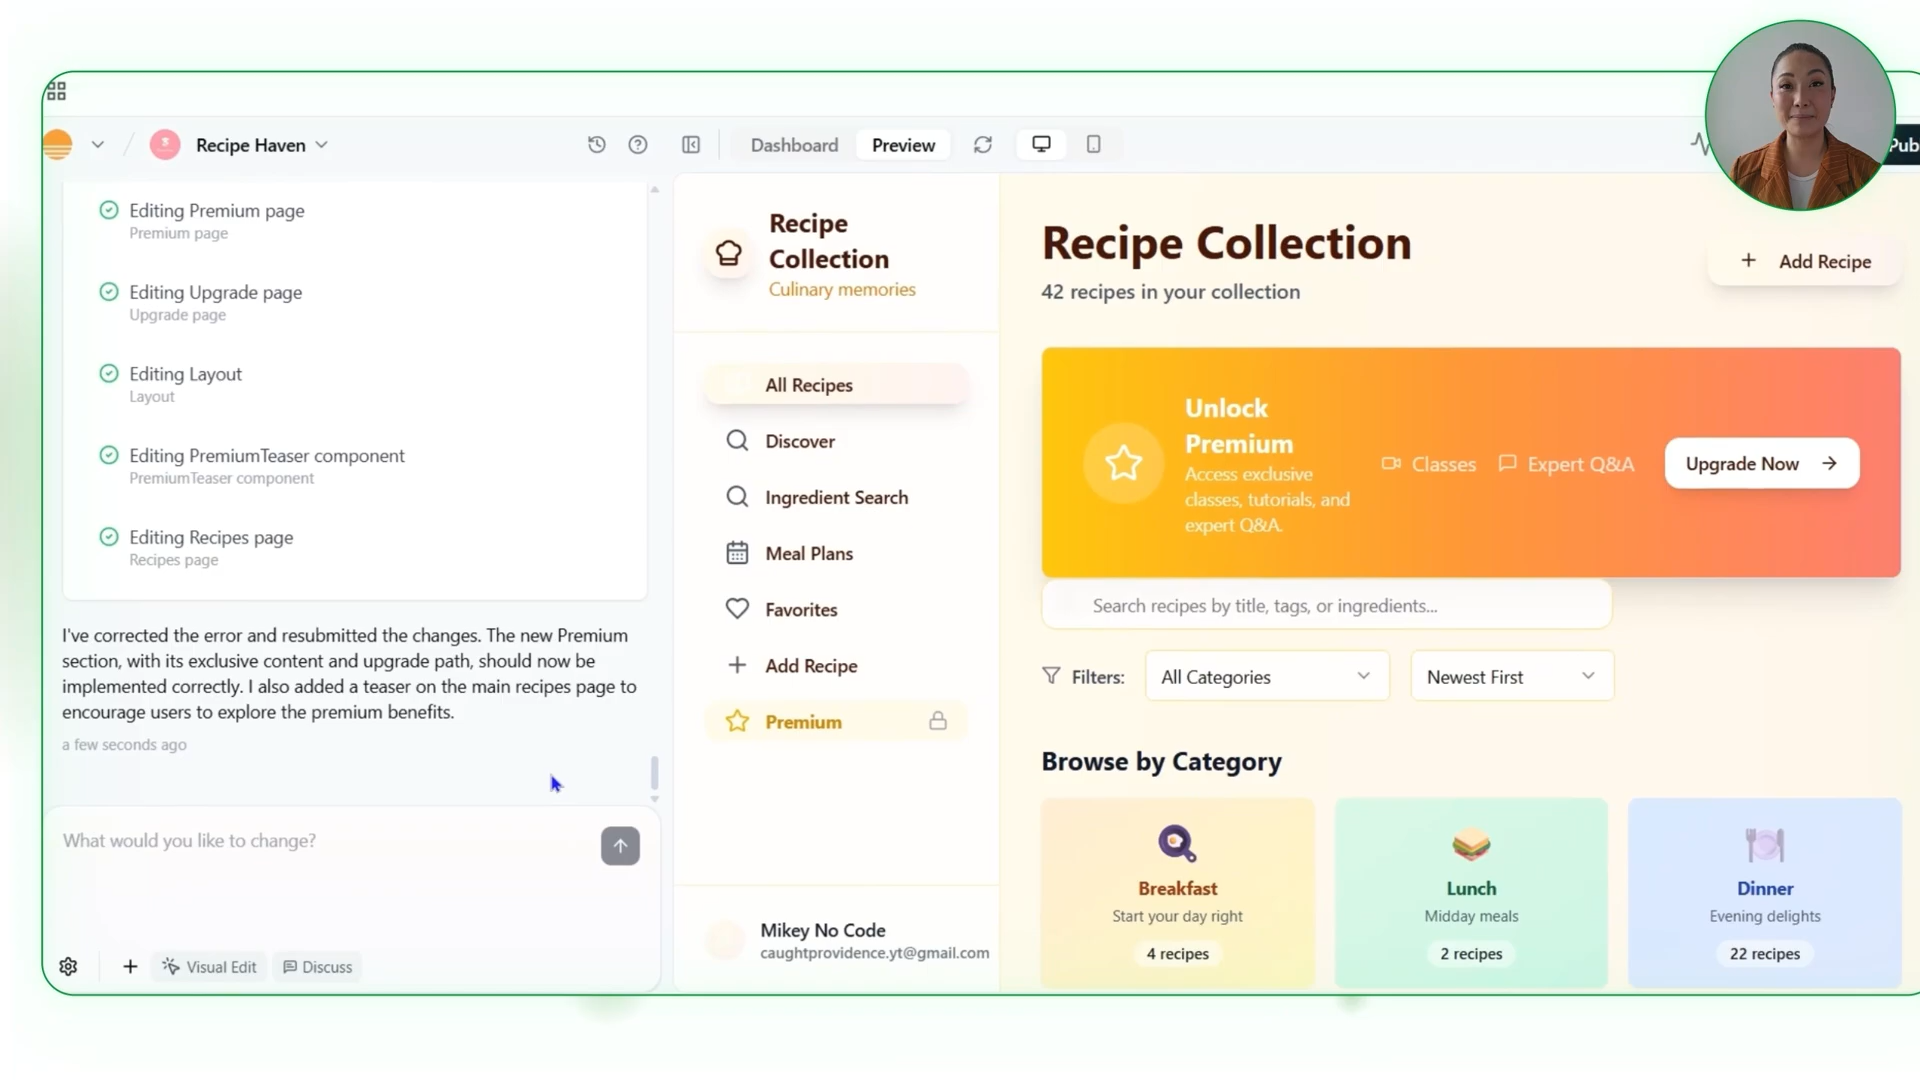 Recipe Haven
Dashboard
Preview
Pub
Editing Premium page
Premium page
Editing Upgrade page
Upgrade page
Editing Layout
Layout
Editing PremiumTeaser component
PremiumTeaser component
Editing Recipes page
Recipes page
I've corrected the error and resubmitted the changes. The new Premium
section, with its exclusive content and upgrade path, should now be
implemented correctly. I also added a teaser on the main recipes page to
encourage users to explore the premium benefits.
a few seconds ago
What would you like to change?
Visual Edit
Discuss
Recipe
Collection
Culinary memories
All Recipes
Discover
Ingredient Search
Meal Plans
Favorites
Add Recipe
Premium
Mikey No Code
caughtprovidence.yt@gmail.com
Recipe Collection
42 recipes in your collection
Add Recipe
Unlock
Premium
Access exclusive
classes, tutorials, and
expert Q&A.
Classes
Expert Q&A
Upgrade Now
Search recipes by title, tags, or ingredients...
Filters:
All Categories
Newest First
Browse by Category
Breakfast
Start your day right
4 recipes
Lunch
Midday meals
2 recipes
Dinner
Evening delights
22 recipes